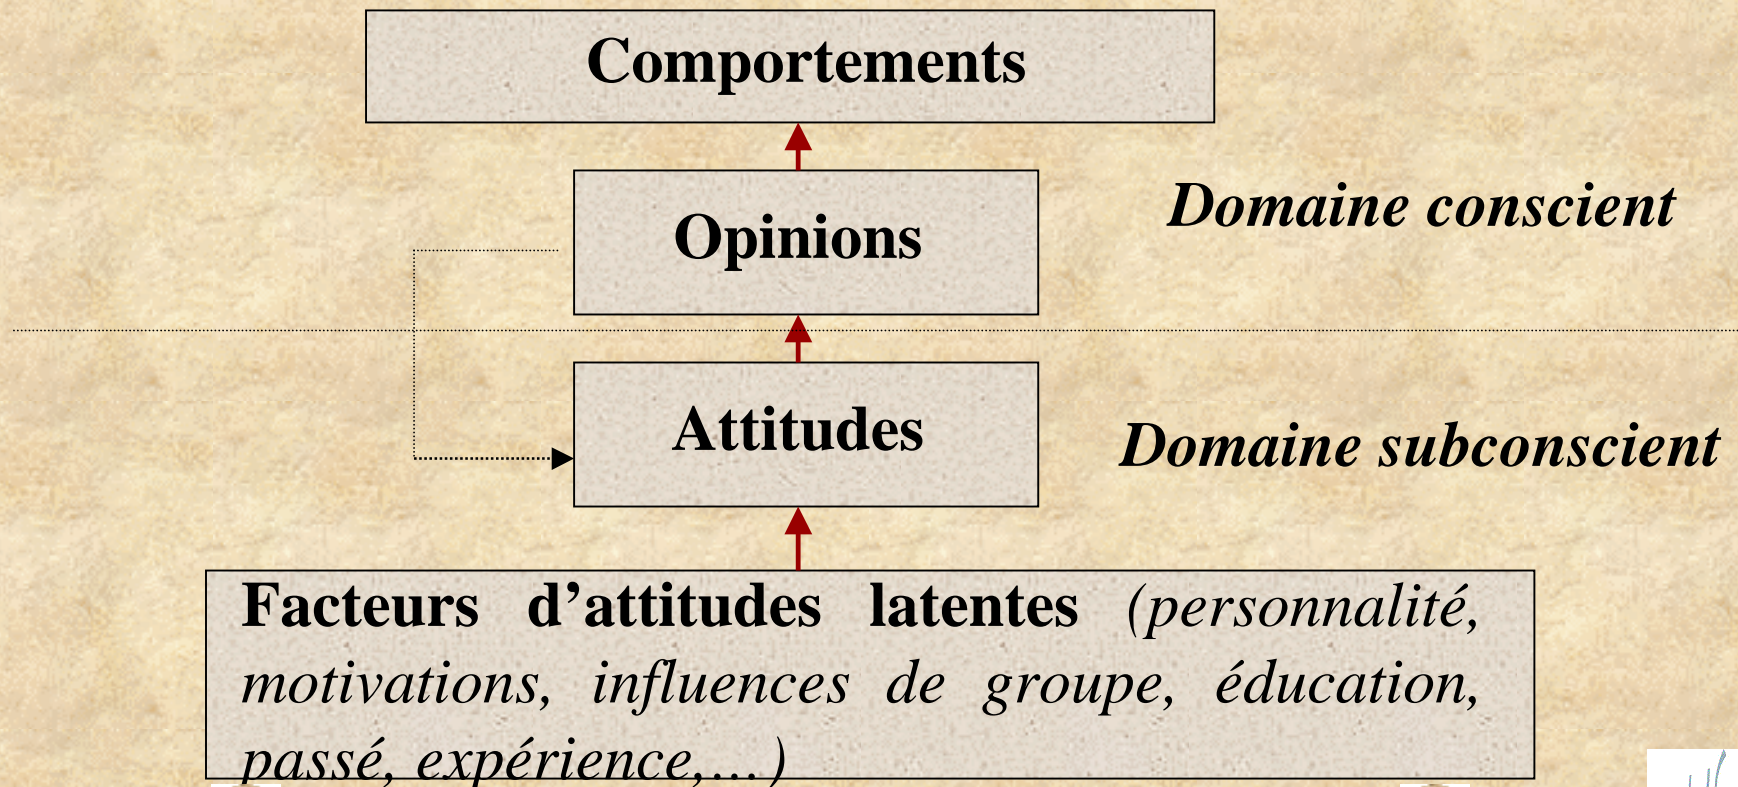 Comportements
Domaine conscient
Opinions
Attitudes
Domaine subconscient
Facteurs d’attitudes latentes (personnalité,
motivations, influences de groupe, éducation,
passé, expérience,…)